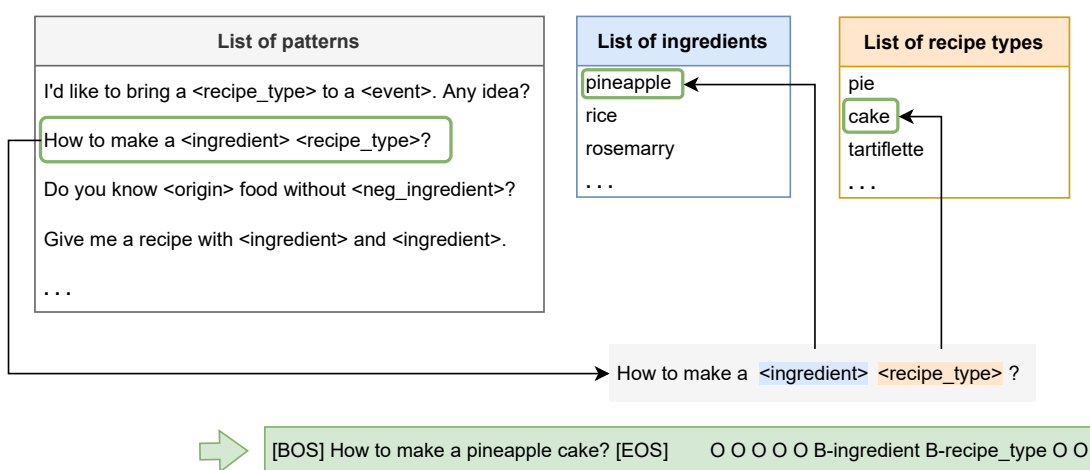 List of patterns
I'd like to bring a <recipe_type> to a <event>. Any idea?
How to make a <ingredient> <recipe_type>?
Do you know <origin> food without <neg_ingredient>?
Give me a recipe with <ingredient> and <ingredient>.
. . .
List of ingredients
pineapple
rice
rosemarry
. . .
List of recipe types
pie
cake
tartiflette
. . .
How to make a <ingredient> <recipe_type> ?
[BOS] How to make a pineapple cake? [EOS] O O O O O B-ingredient B-recipe_type O O